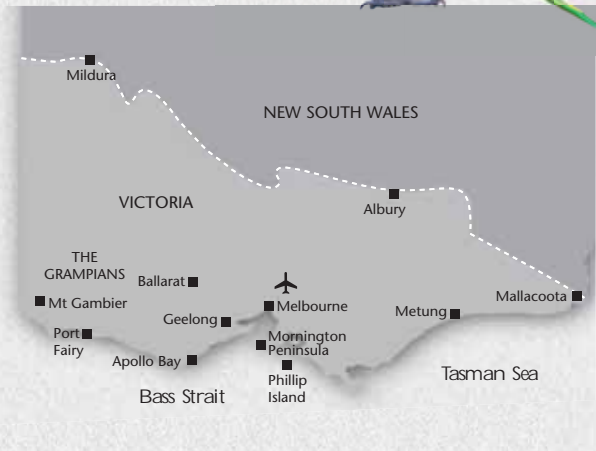 Mildura
NEW SOUTH WALES
VICTORIA
Albury
THE
GRAMPIANS
Ballarat
Mt Gambier
Melbourne
Mallacoota
Metung
Geelong
Port
Fairy
Mornington
Peninsula
Apollo Bay
Phillip
Island
Tasman Sea
Bass Strait